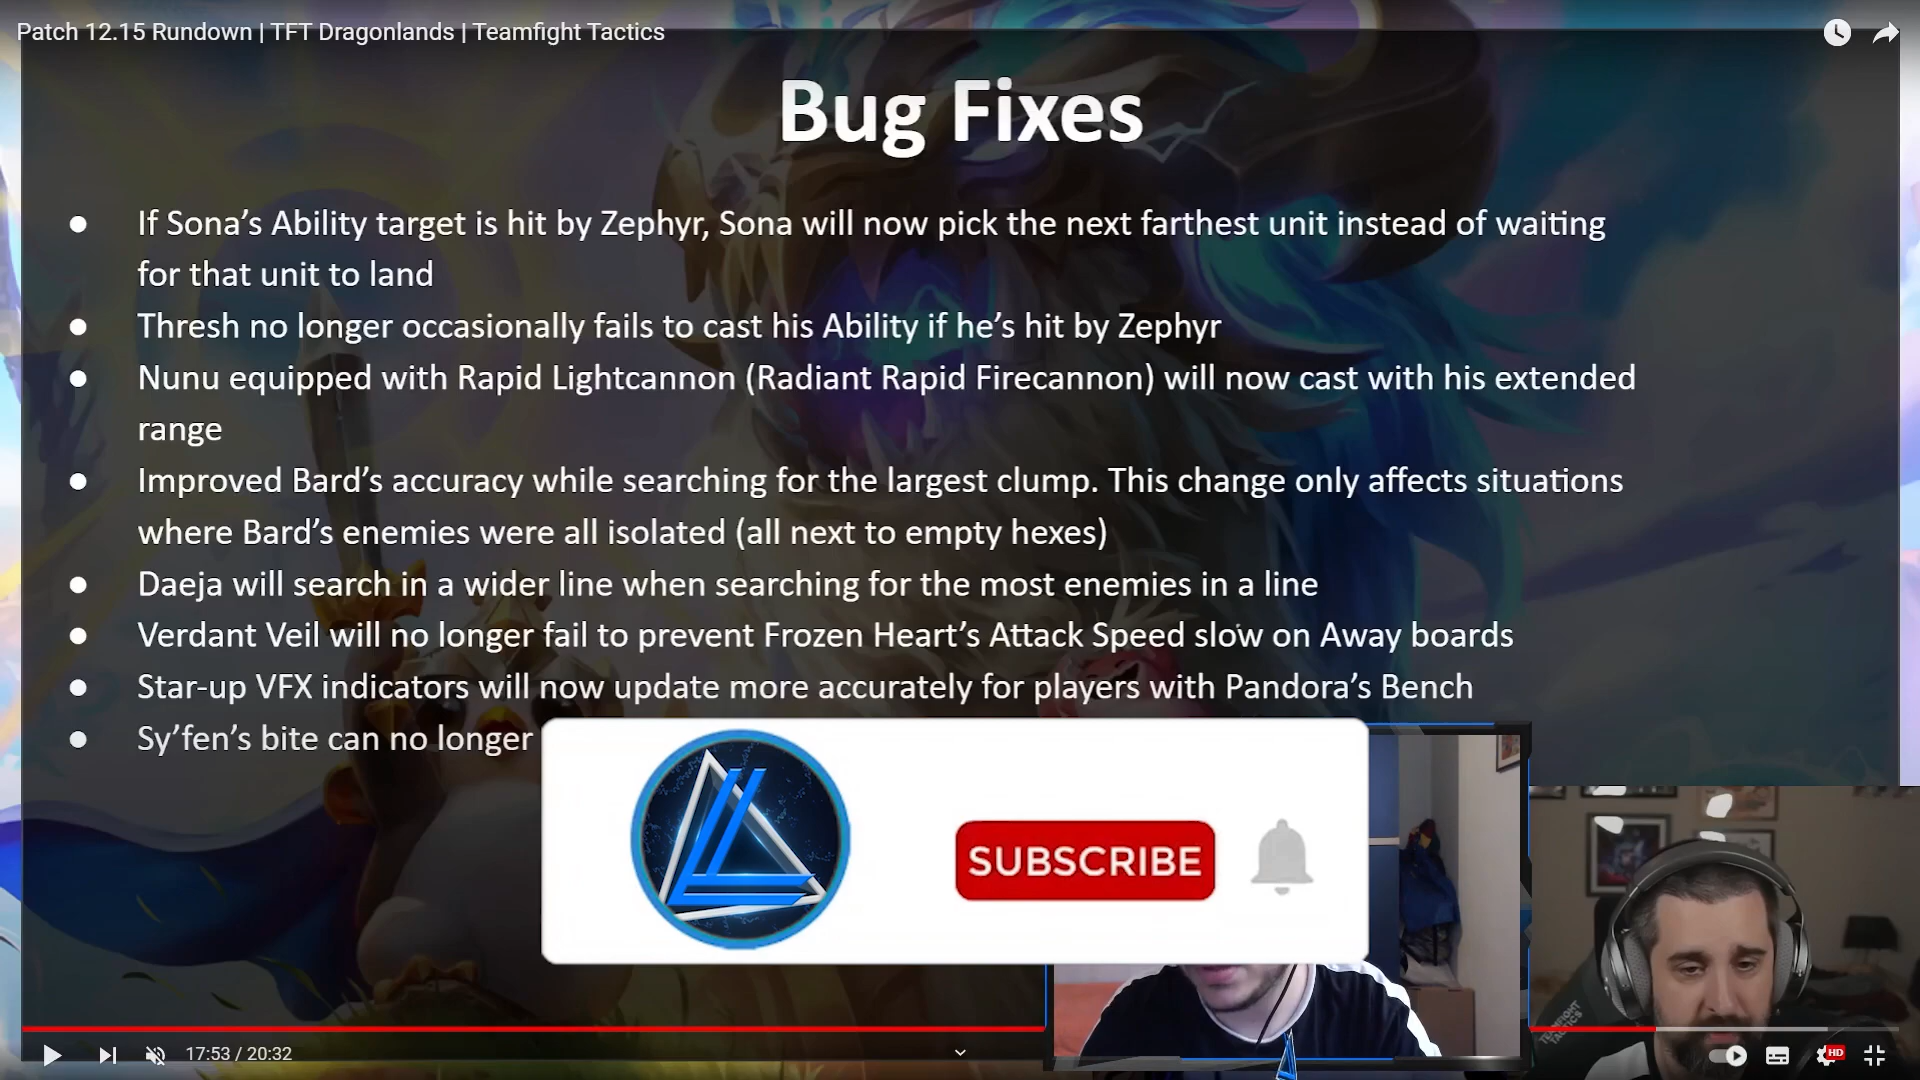 Patch 12.15 Rundown | TFT Dragonlands | Teamfight Tactics
Bug Fixes
● If Sona's Ability target is hit by Zephyr, Sona will now pick the next farthest unit instead of waiting
for that unit to land
● Thresh no longer occasionally fails to cast his Ability if he's hit by Zephyr
● Nunu equipped with Rapid Lightcannon (Radiant Rapid Firecannon) will now cast with his extended
range
● Improved Bard's accuracy while searching for the largest clump. This change only affects situations
where Bard's enemies were all isolated (all next to empty hexes)
● Daeja will search in a wider line when searching for the most enemies in a line
● Verdant Veil will no longer fail to prevent Frozen Heart's Attack Speed slow on Away boards
● Star-up VFX indicators will now update more accurately for players with Pandora's Bench
● Sy'fen's bite can no longer
SUBSCRIBE
TEAMFIGHT
TACTICS
17:53 / 20:32
HD